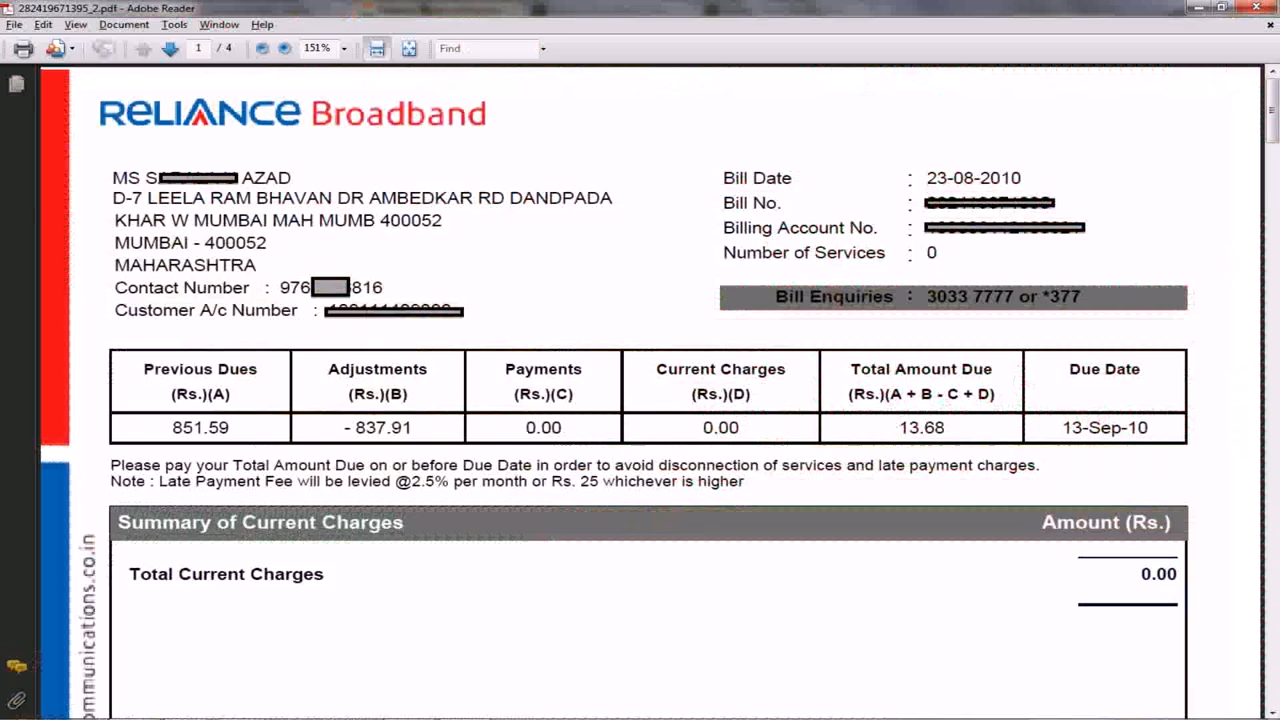 282419671395_2.pdf - Adobe Reader
File Edit View Document Tools Window Help
1 / 4 151% Find
RELIANCE Broadband
MS S AZAD
D-7 LEELA RAM BHAVAN DR AMBEDKAR RD DANDPADA
KHAR W MUMBAI MAH MUMB 400052
MUMBAI - 400052
MAHARASHTRA
Contact Number : 976 816
Customer A/c Number :
Bill Date : 23-08-2010
Bill No. :
Billing Account No. :
Number of Services : 0
Bill Enquiries : 3033 7777 or *377
Previous Dues Adjustments Payments Current Charges Total Amount Due Due Date
(Rs.)(A) (Rs.)(B) (Rs.)(C) (Rs.)(D) (Rs.)(A + B - C + D)
851.59 - 837.91 0.00 0.00 13.68 13-Sep-10
Please pay your Total Amount Due on or before Due Date in order to avoid disconnection of services and late payment charges.
Note : Late Payment Fee will be levied @2.5% per month or Rs. 25 whichever is higher
Summary of Current Charges Amount (Rs.)
Total Current Charges 0.00
ommunications.co.in